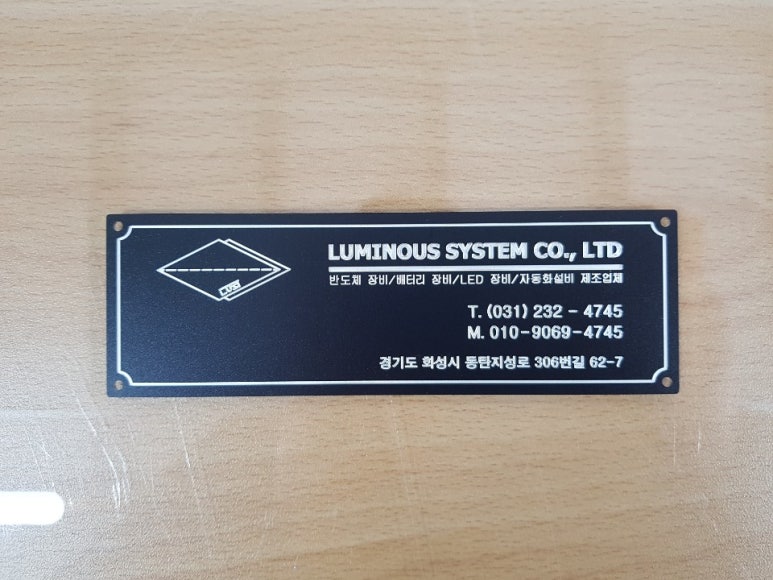 LUMINOUS SYSTEM CO., LTD
반도체 장비/배터리 장비/LED 장비/자동화설비 제조업체
T. (031) 232 - 4745
M. 010-9069-4745
경기도 화성시 동탄지성로 306번길 62-7